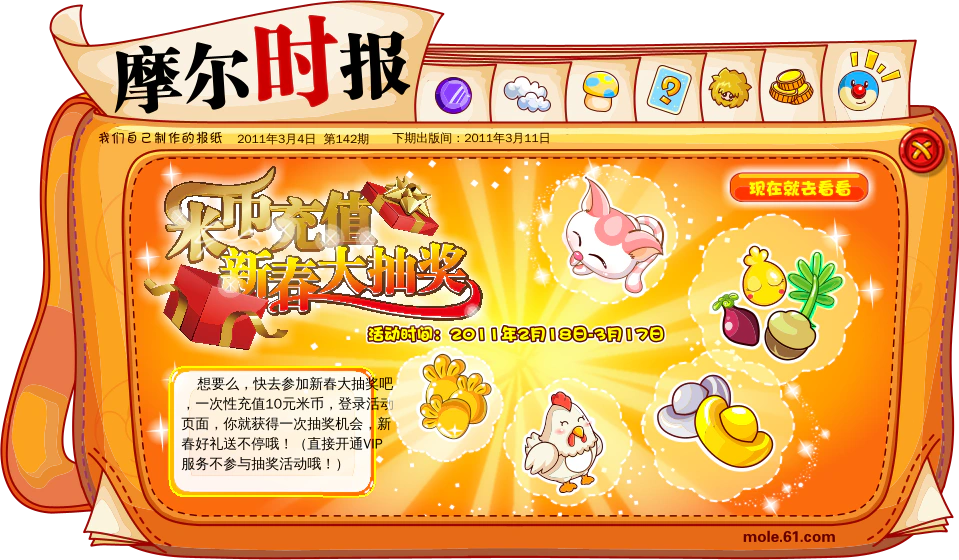 摩尔时报
我们自己制作的报纸 2011年3月4日 第142期 下期出版间：2011年3月11日
现在就去看看
米币充值
新春大抽奖
活动时间：2011年2月18日-3月17日
想要么，快去参加新春大抽奖吧
，一次性充值10元米币，登录活动
页面，你就获得一次抽奖机会，新
春好礼送不停哦！（直接开通VIP
服务不参与抽奖活动哦！）
mole.61.com